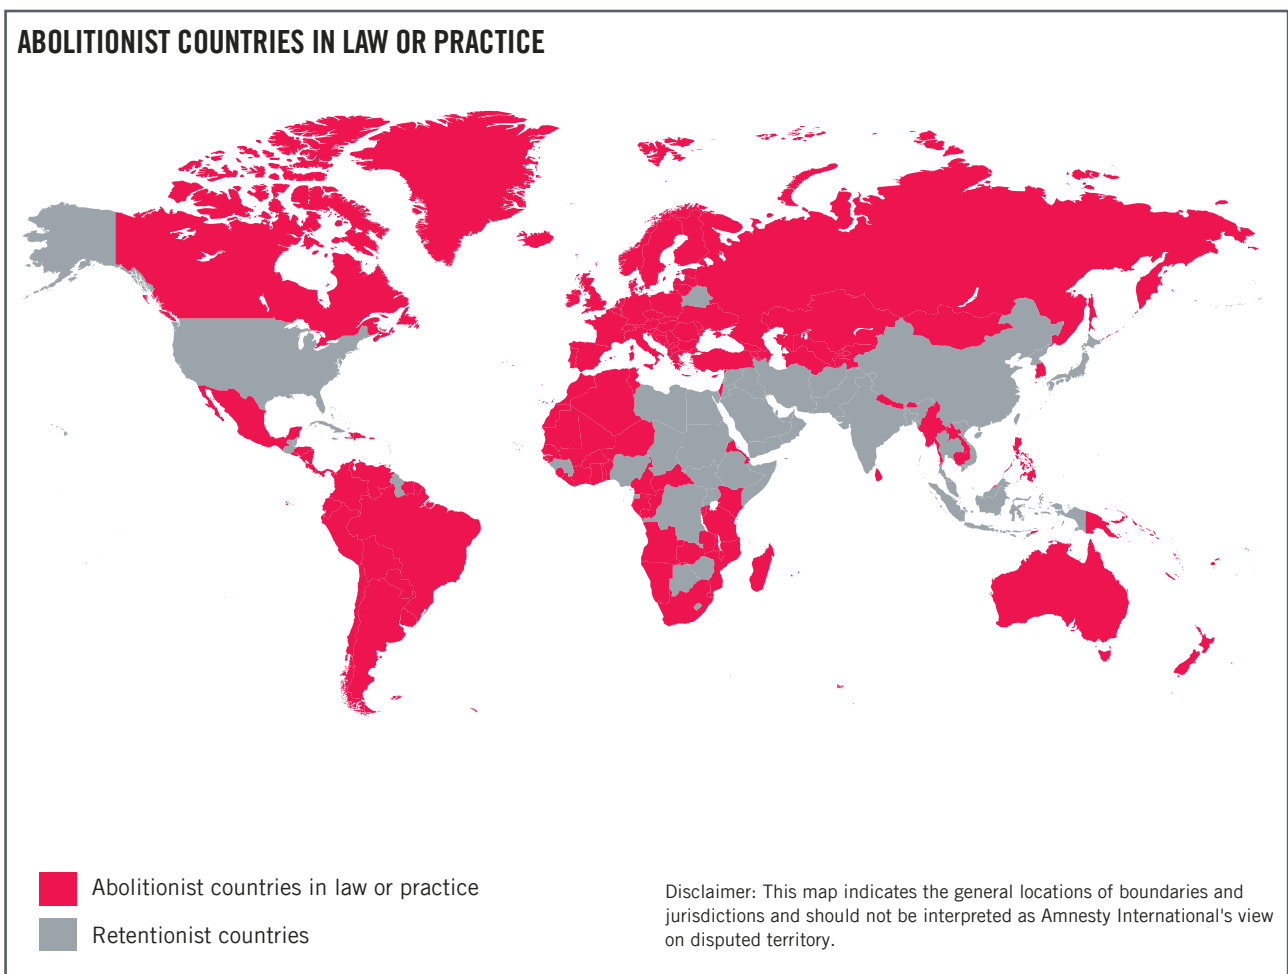 ABOLITIONIST COUNTRIES IN LAW OR PRACTICE
Abolitionist countries in law or practice
Retentionist countries
Disclaimer: This map indicates the general locations of boundaries and
jurisdictions and should not be interpreted as Amnesty International's view
on disputed territory.